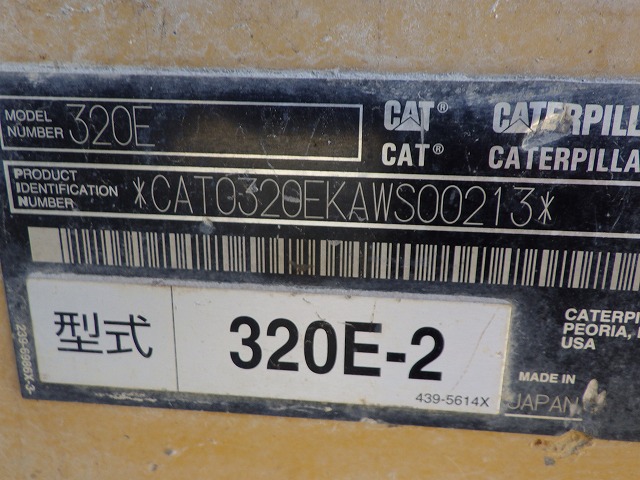 MODEL NUMBER 320E
CAT® CATERPILL
CAT® CATERPILLA
PRODUCT IDENTIFICATION NUMBER *CAT0320EKAWS00213*
型式 320E-2
439-5614X
CATERPI
PEORIA,
USA
MADE IN
JAPAN